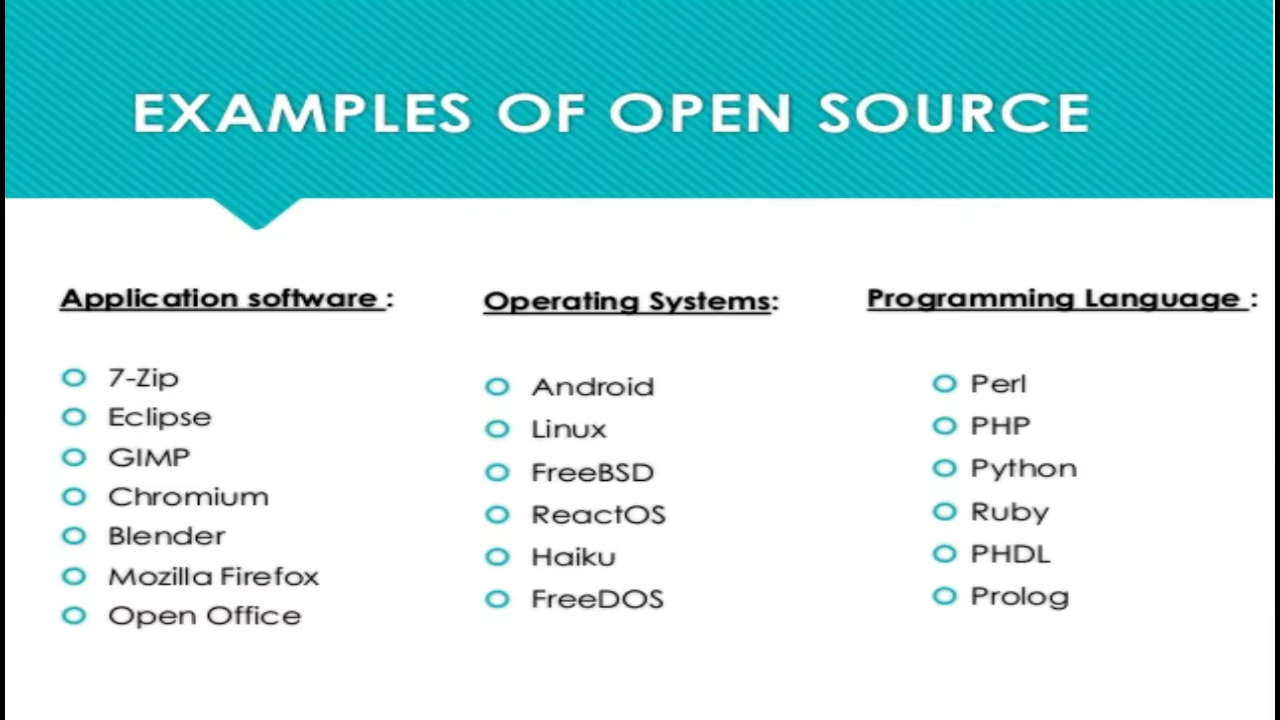 EXAMPLES OF OPEN SOURCE
Application software :
7-Zip
Eclipse
GIMP
Chromium
Blender
Mozilla Firefox
Open Office
Operating Systems:
Android
Linux
FreeBSD
ReactOS
Haiku
FreeDOS
Programming Language :
Perl
PHP
Python
Ruby
PHDL
Prolog